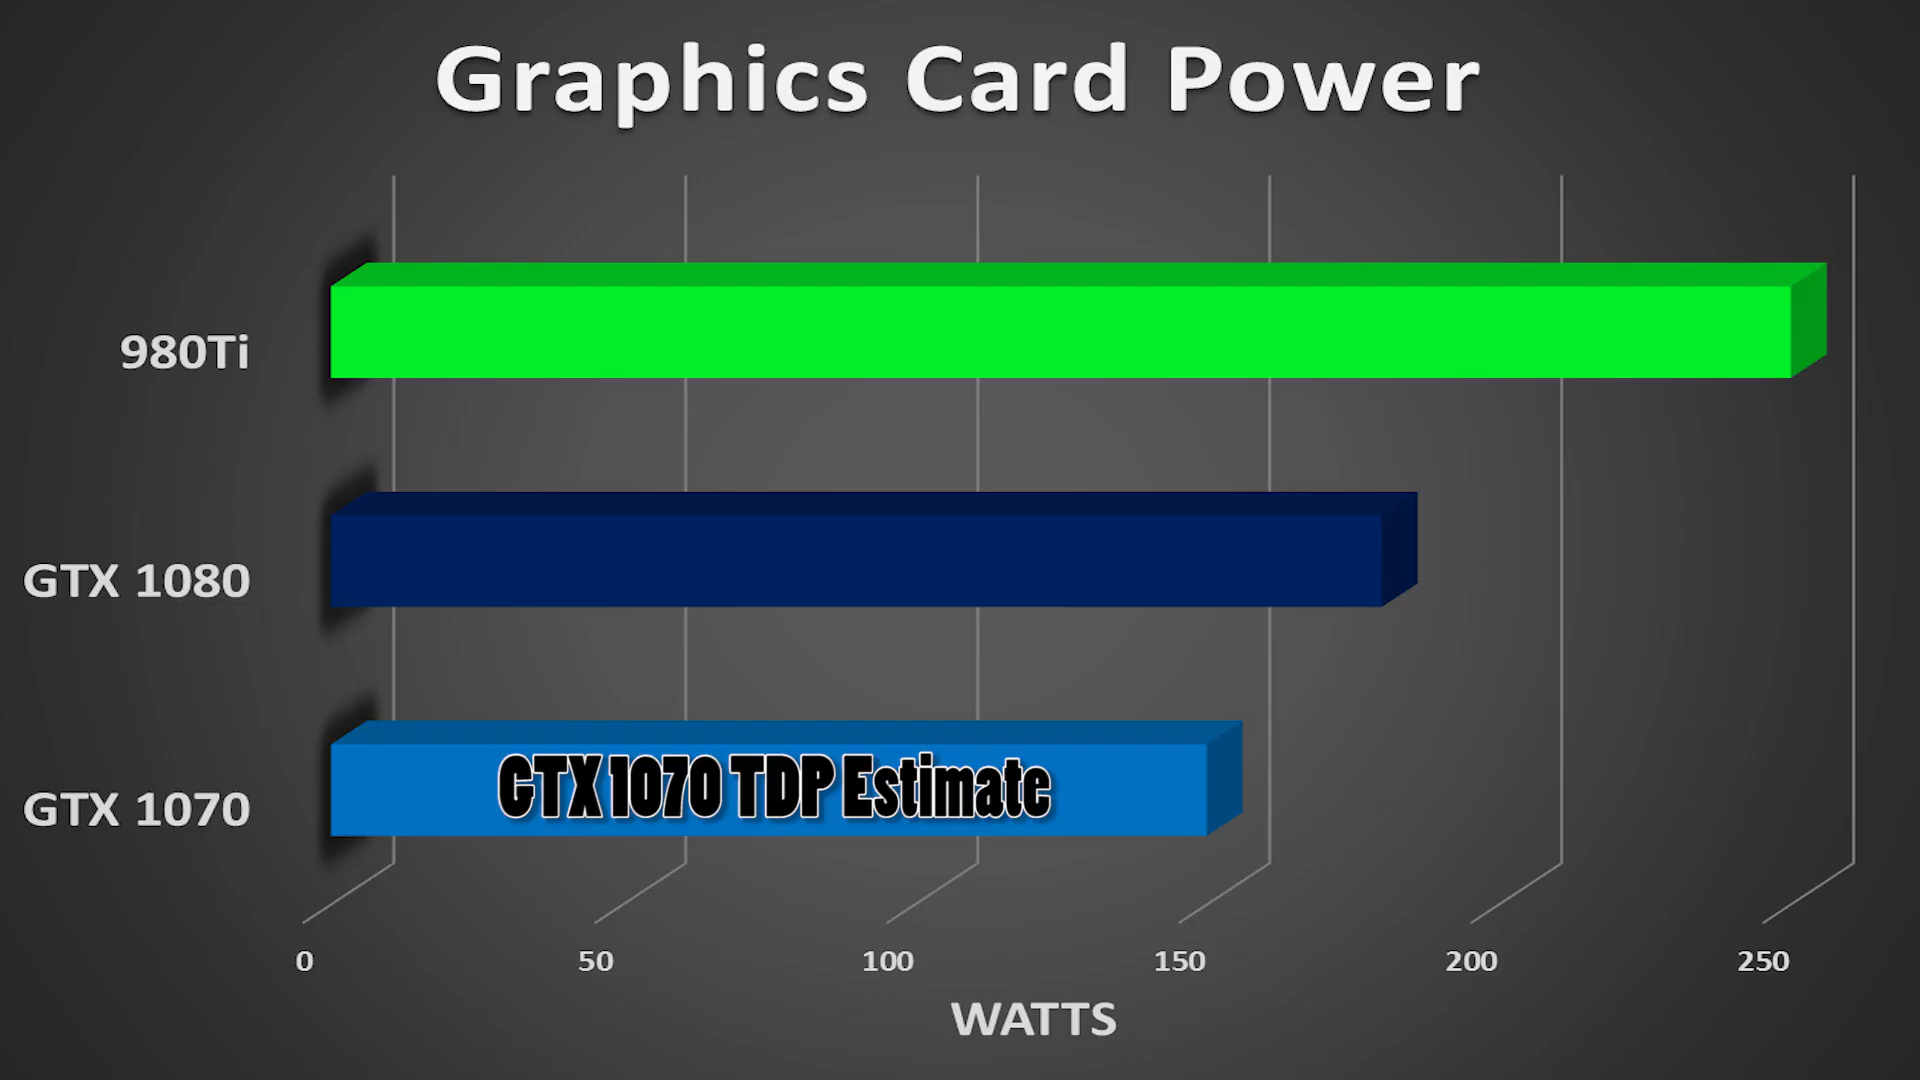 Graphics Card Power
980Ti
GTX 1080
GTX 1070
GTX 1070 TDP Estimate
0 50 100 150 200 250
WATTS